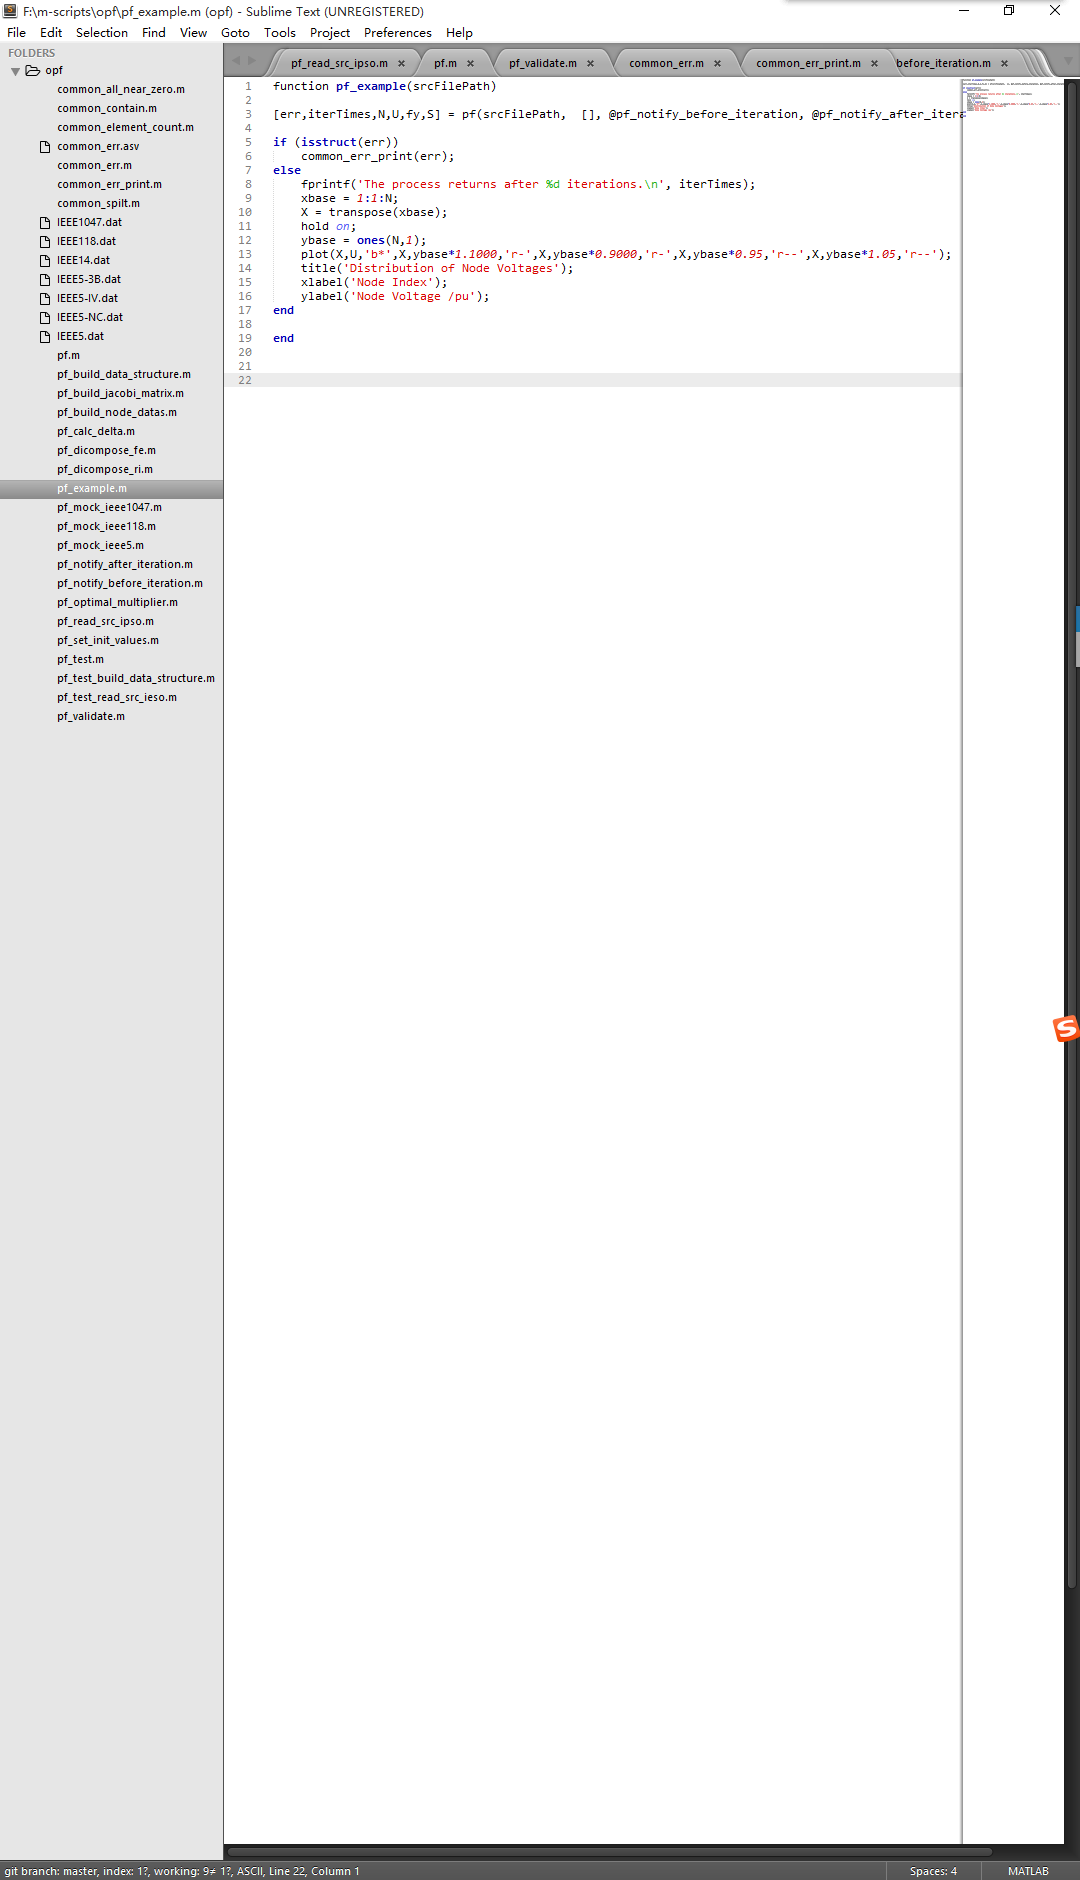 F:\m-scripts\opf\pf_example.m (opf) - Sublime Text (UNREGISTERED)
File Edit Selection Find View Goto Tools Project Preferences Help
FOLDERS
opf
common_all_near_zero.m
common_contain.m
common_element_count.m
common_err.asv
common_err.m
common_err_print.m
common_spilt.m
IEEE1047.dat
IEEE118.dat
IEEE14.dat
IEEE5-3B.dat
IEEE5-IV.dat
IEEE5-NC.dat
IEEE5.dat
pf.m
pf_build_data_structure.m
pf_build_jacobi_matrix.m
pf_build_node_datas.m
pf_calc_delta.m
pf_dicompose_fe.m
pf_dicompose_ri.m
pf_example.m
pf_mock_ieee1047.m
pf_mock_ieee118.m
pf_mock_ieee5.m
pf_notify_after_iteration.m
pf_notify_before_iteration.m
pf_optimal_multiplier.m
pf_read_src_ipso.m
pf_set_init_values.m
pf_test.m
pf_test_build_data_structure.m
pf_test_read_src_ieso.m
pf_validate.m
pf_read_src_ipso.m × pf.m × pf_validate.m × common_err.m × common_err_print.m × before_iteration.m ×
1 function pf_example(srcFilePath)
2
3 [err,iterTimes,N,U,fy,S] = pf(srcFilePath,  [], @pf_notify_before_iteration, @pf_notify_after_itera
4
5 if (isstruct(err))
6     common_err_print(err);
7 else
8     fprintf('The process returns after %d iterations.\n', iterTimes);
9     xbase = 1:1:N;
10     X = transpose(xbase);
11     hold on;
12     ybase = ones(N,1);
13     plot(X,U,'b*',X,ybase*1.1000,'r-',X,ybase*0.9000,'r-',X,ybase*0.95,'r--',X,ybase*1.05,'r--');
14     title('Distribution of Node Voltages');
15     xlabel('Node Index');
16     ylabel('Node Voltage /pu');
17 end
18
19 end
20
21
22
git branch: master, index: 1?, working: 9≠ 1?, ASCII, Line 22, Column 1 Spaces: 4 MATLAB